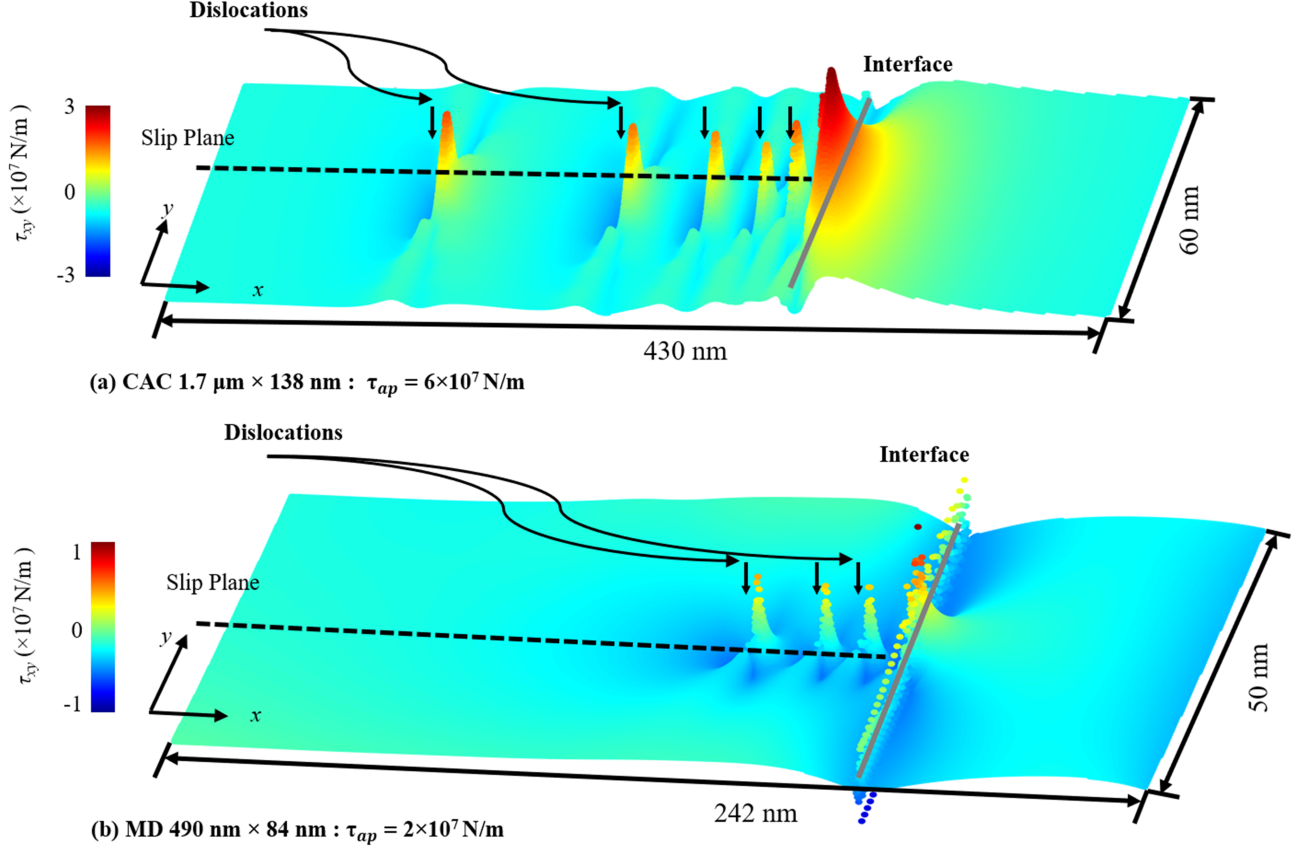 Dislocations
Interface
3
Slip Plane
0
τxy (×10⁷ N/m)
y
-3
x
60 nm
430 nm
(a) CAC 1.7 μm × 138 nm : τap = 6×10⁷ N/m
Dislocations
Interface
1
Slip Plane
0
τxy (×10⁷ N/m)
y
-1
x
50 nm
242 nm
(b) MD 490 nm × 84 nm : τap = 2×10⁷ N/m